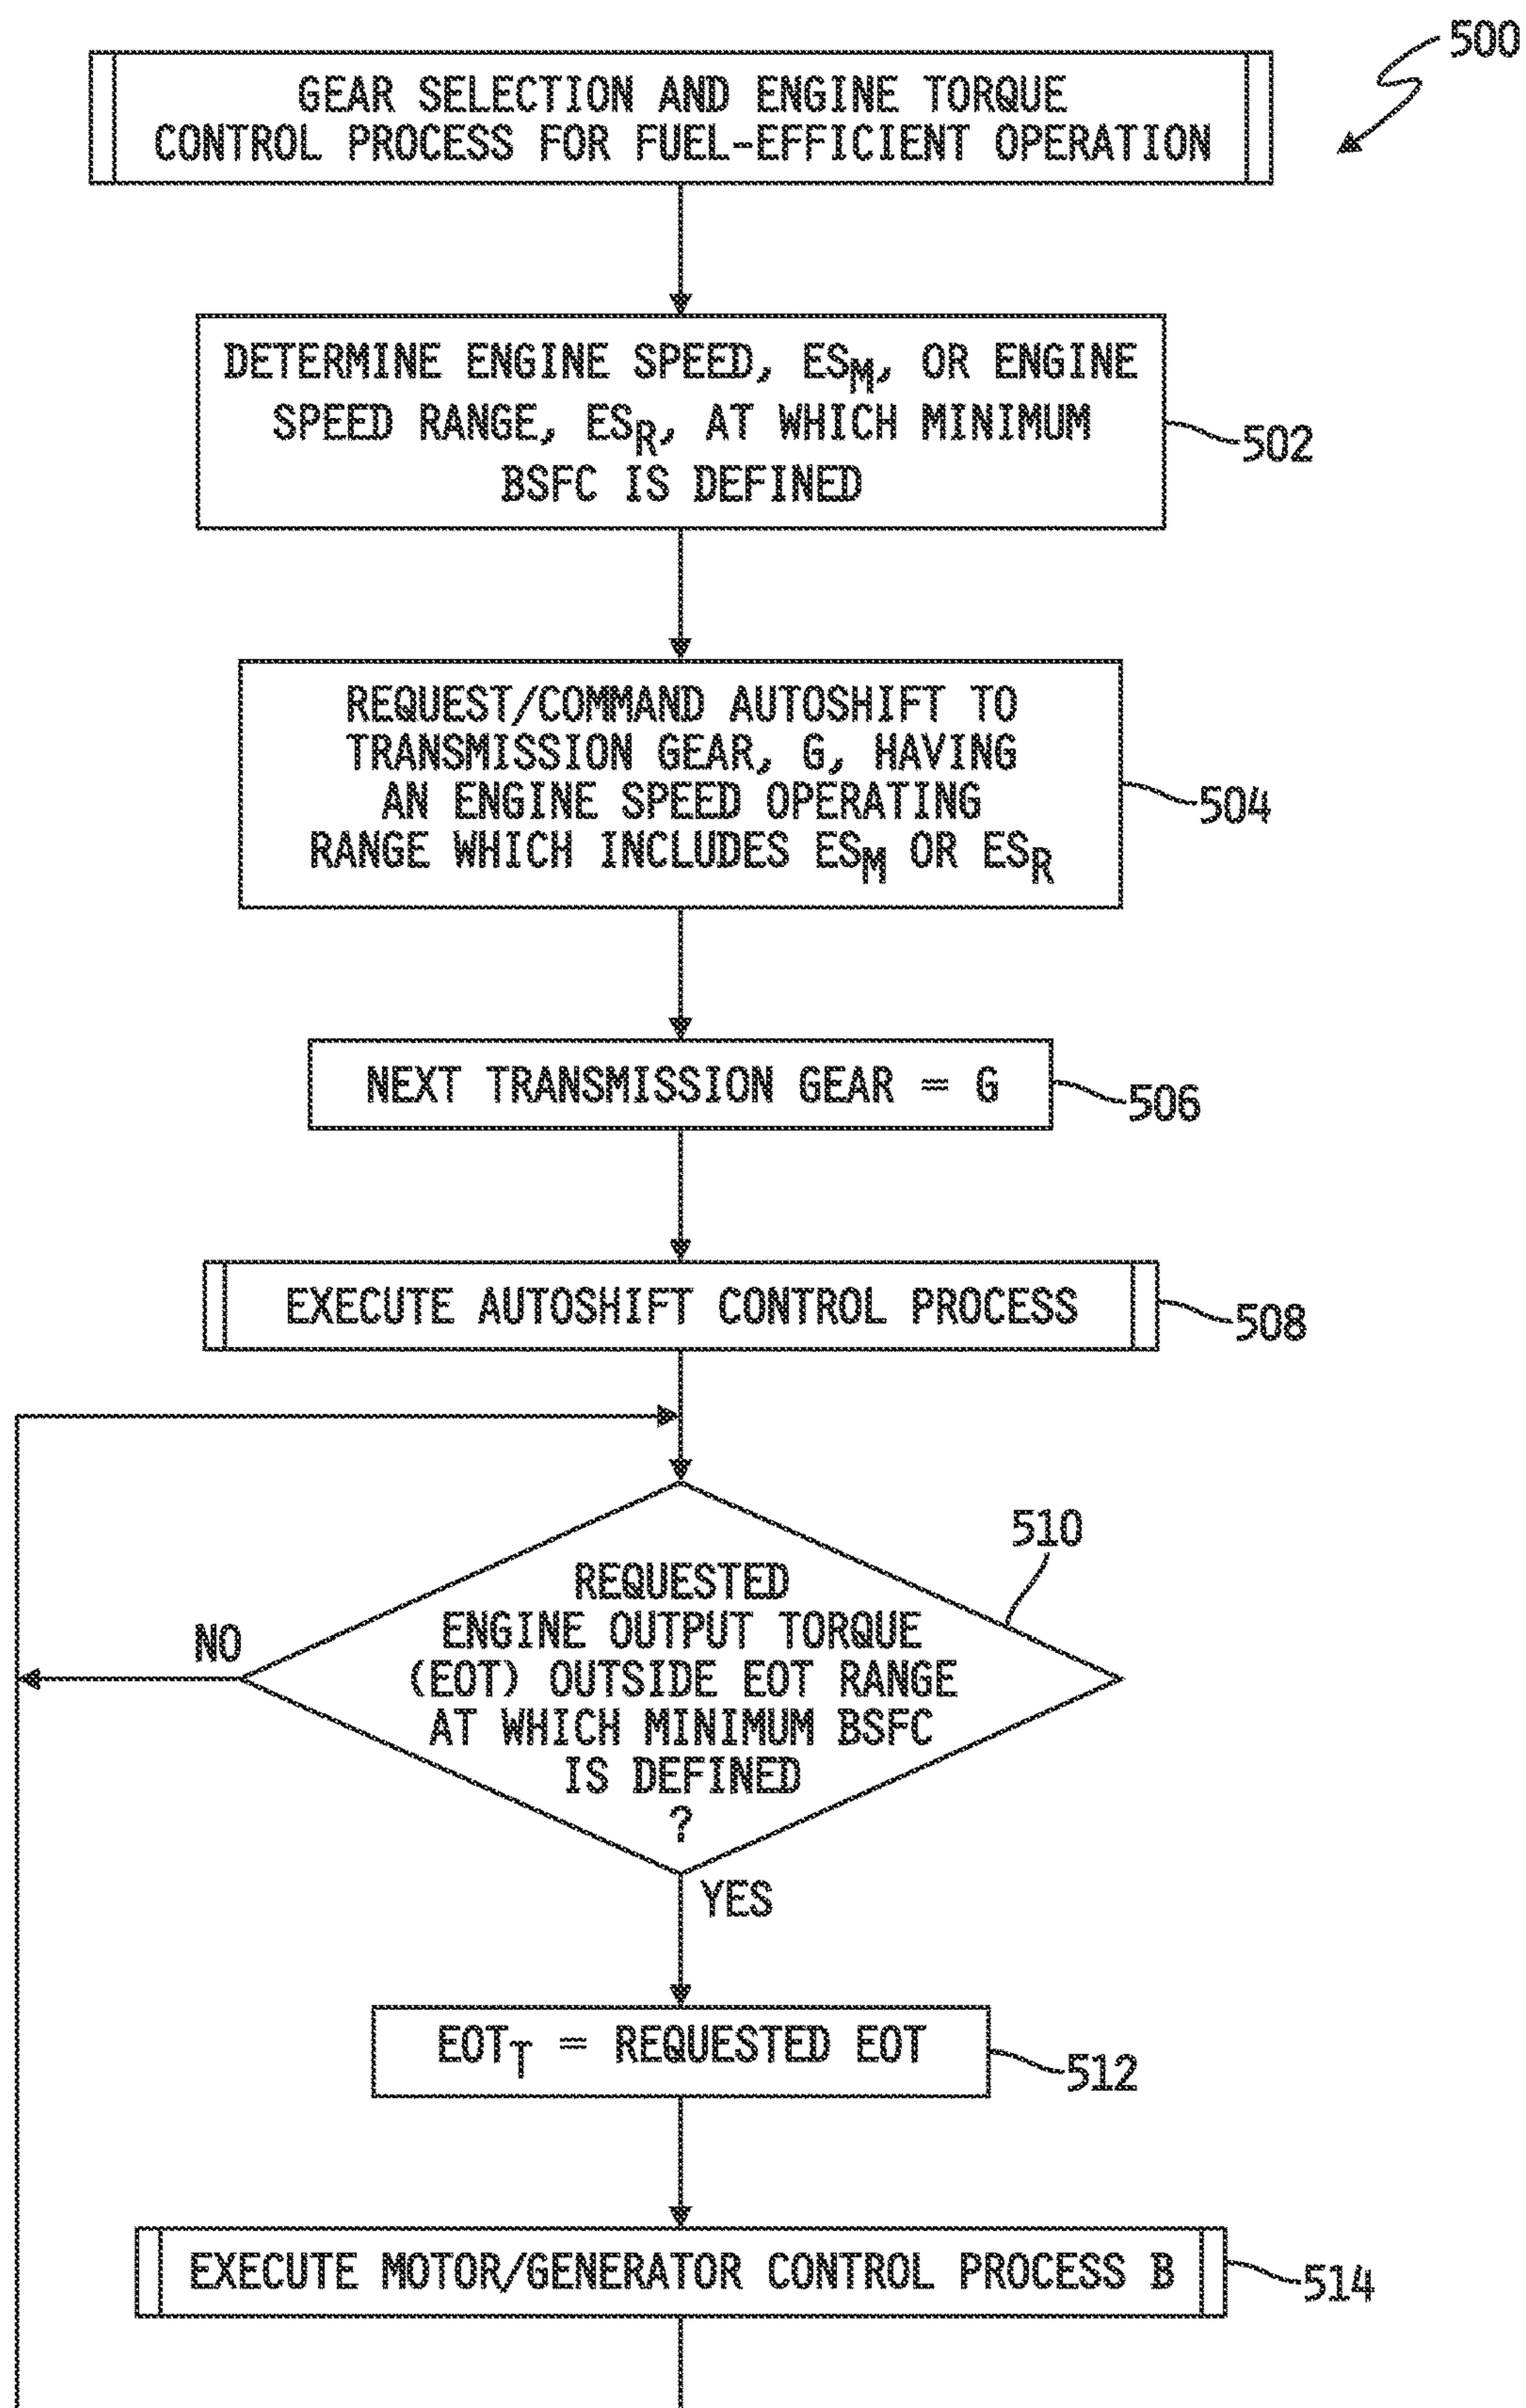 500
GEAR SELECTION AND ENGINE TORQUE
CONTROL PROCESS FOR FUEL-EFFICIENT OPERATION
DETERMINE ENGINE SPEED, ESM, OR ENGINE
SPEED RANGE, ESR, AT WHICH MINIMUM
BSFC IS DEFINED
502
REQUEST/COMMAND AUTOSHIFT TO
TRANSMISSION GEAR, G, HAVING
AN ENGINE SPEED OPERATING
RANGE WHICH INCLUDES ESM OR ESR
504
NEXT TRANSMISSION GEAR = G
506
EXECUTE AUTOSHIFT CONTROL PROCESS
508
510
REQUESTED
ENGINE OUTPUT TORQUE
(EOT) OUTSIDE EOT RANGE
AT WHICH MINIMUM BSFC
IS DEFINED
?
NO
YES
EOTT = REQUESTED EOT
512
EXECUTE MOTOR/GENERATOR CONTROL PROCESS B
514